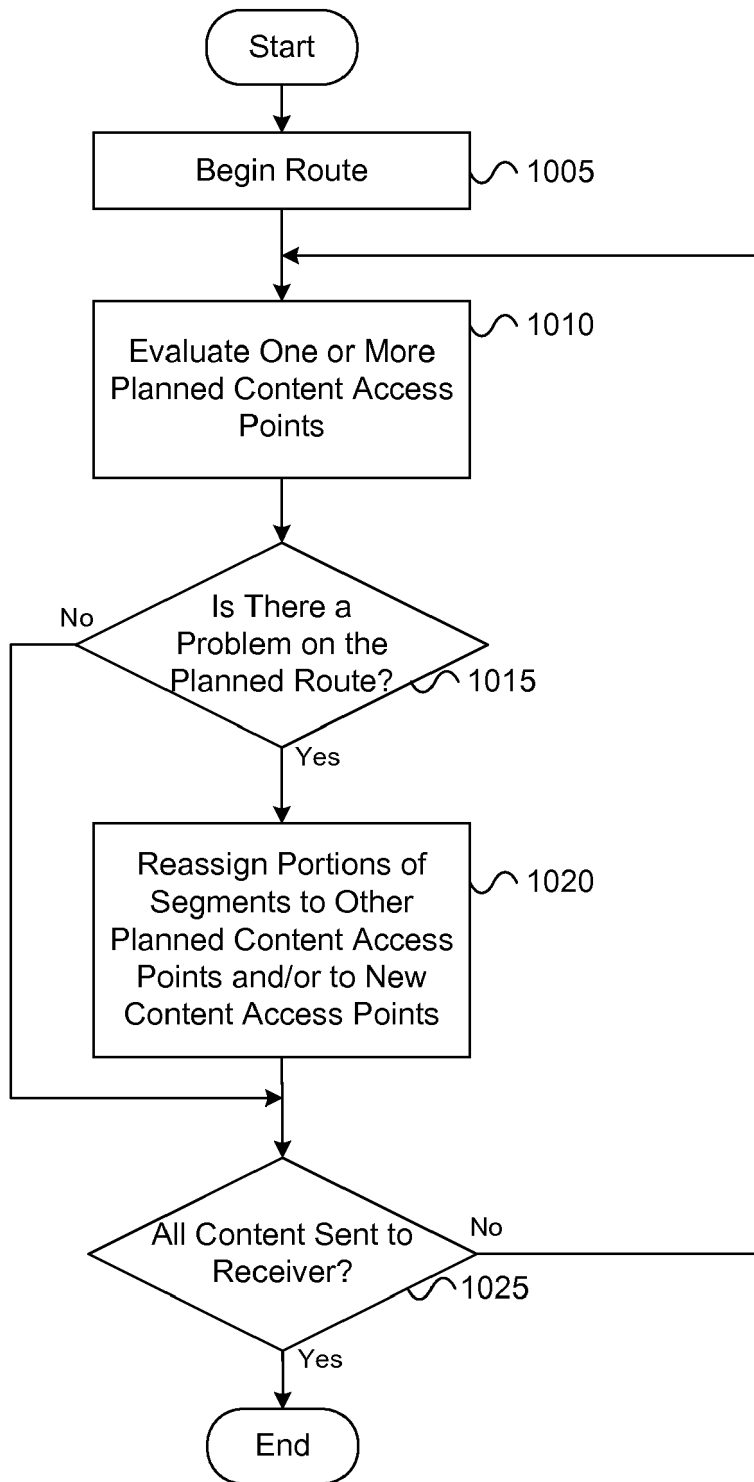 Start
Begin Route
1005
Evaluate One or More
Planned Content Access
Points
1010
Is There a
Problem on the
Planned Route?
1015
No
Yes
Reassign Portions of
Segments to Other
Planned Content Access
Points and/or to New
Content Access Points
1020
All Content Sent to
Receiver?
1025
No
Yes
End